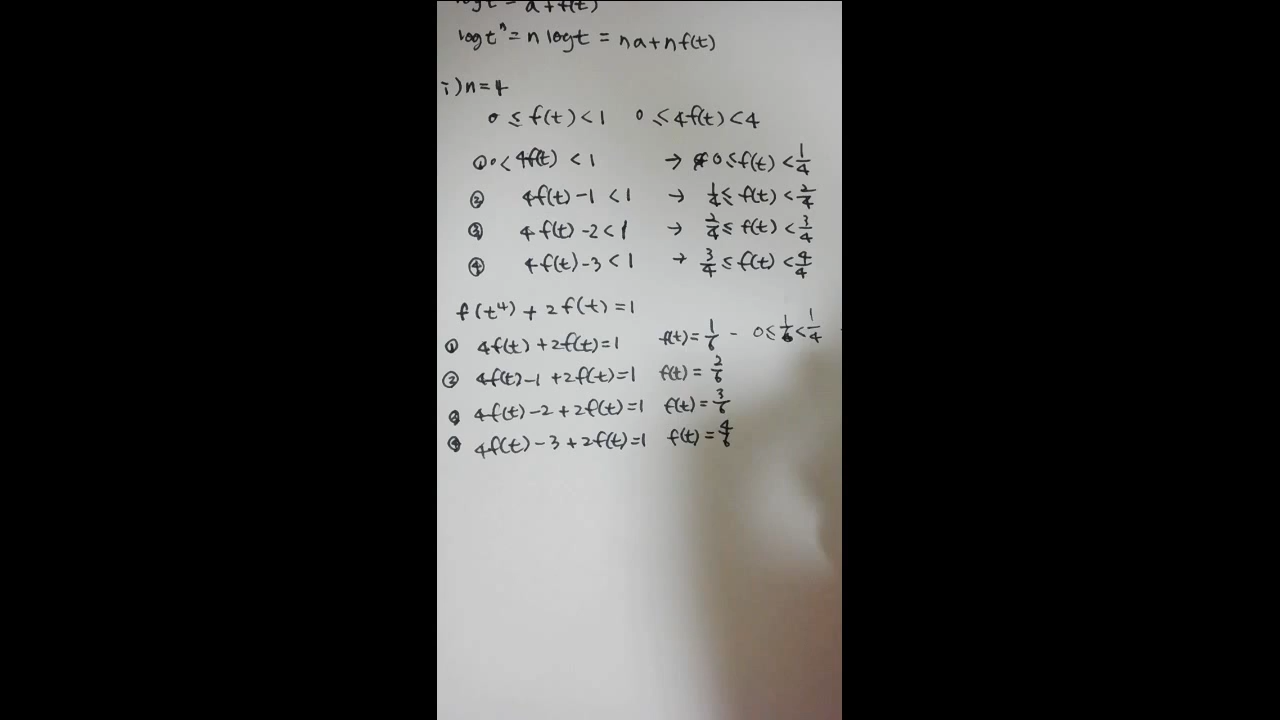 logt = a+f(t)
logtⁿ = n logt = na+nf(t)
i) n=4
0 ≤ f(t) < 1 0 ≤ 4f(t) < 4
① 0 < 4f(t) < 1 → 0 ≤ f(t) < 1/4
② 4f(t) -1 < 1 → 1/4 ≤ f(t) < 2/4
③ 4f(t) -2 < 1 → 2/4 ≤ f(t) < 3/4
④ 4f(t) -3 < 1 → 3/4 ≤ f(t) < 4/4
f(t⁴) + 2f(t) = 1
① 4f(t) + 2f(t) = 1 f(t) = 1/6 - 0 ≤ 1/6 < 1/4
② 4f(t) -1 + 2f(t) = 1 f(t) = 2/6
③ 4f(t) -2 + 2f(t) = 1 f(t) = 3/6
④ 4f(t) -3 + 2f(t) = 1 f(t) = 4/6